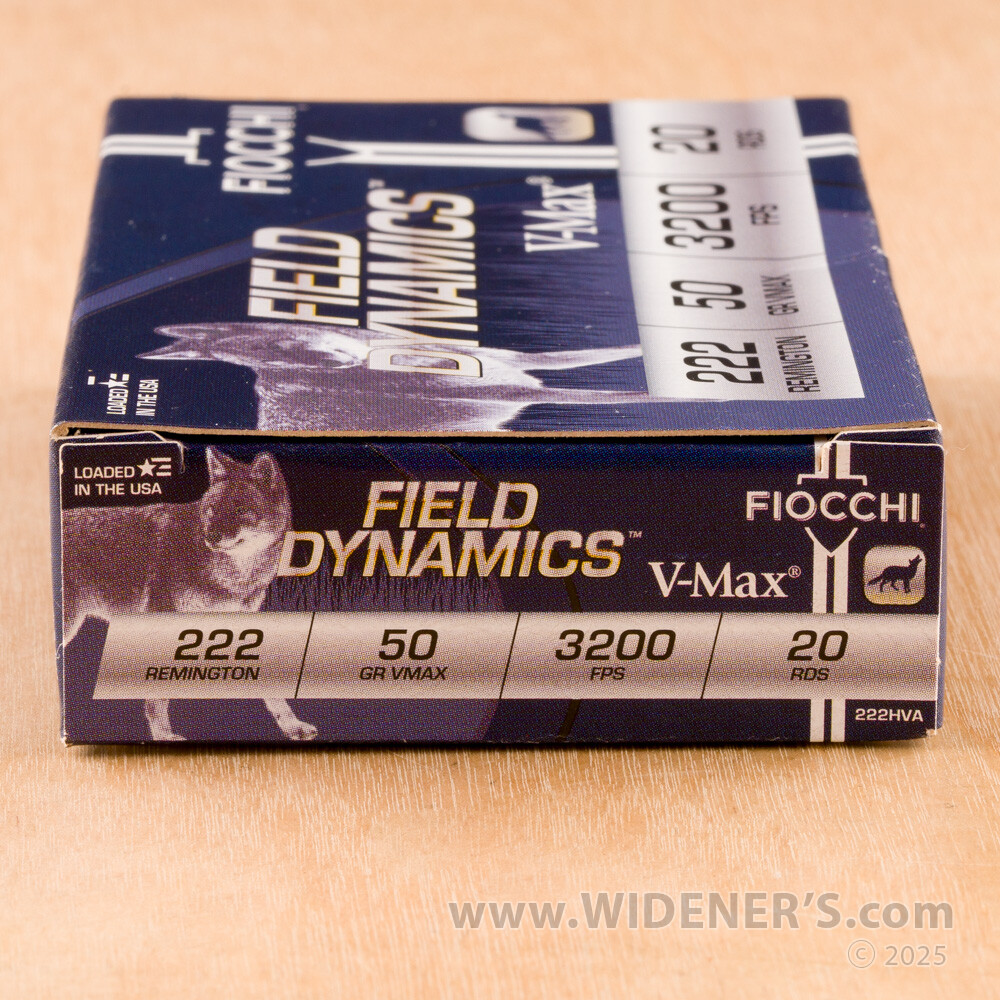 FIOCCHI
FIELD
DYNAMICS™
V-Max®
20
RDS
3200
FPS
50
GR VMAX
222
REMINGTON
LOADED
IN THE USA
LOADED
IN THE USA
FIELD
DYNAMICS™
V-Max®
FIOCCHI
222
REMINGTON
50
GR VMAX
3200
FPS
20
RDS
222HVA
www.WIDENER'S.com
© 2025